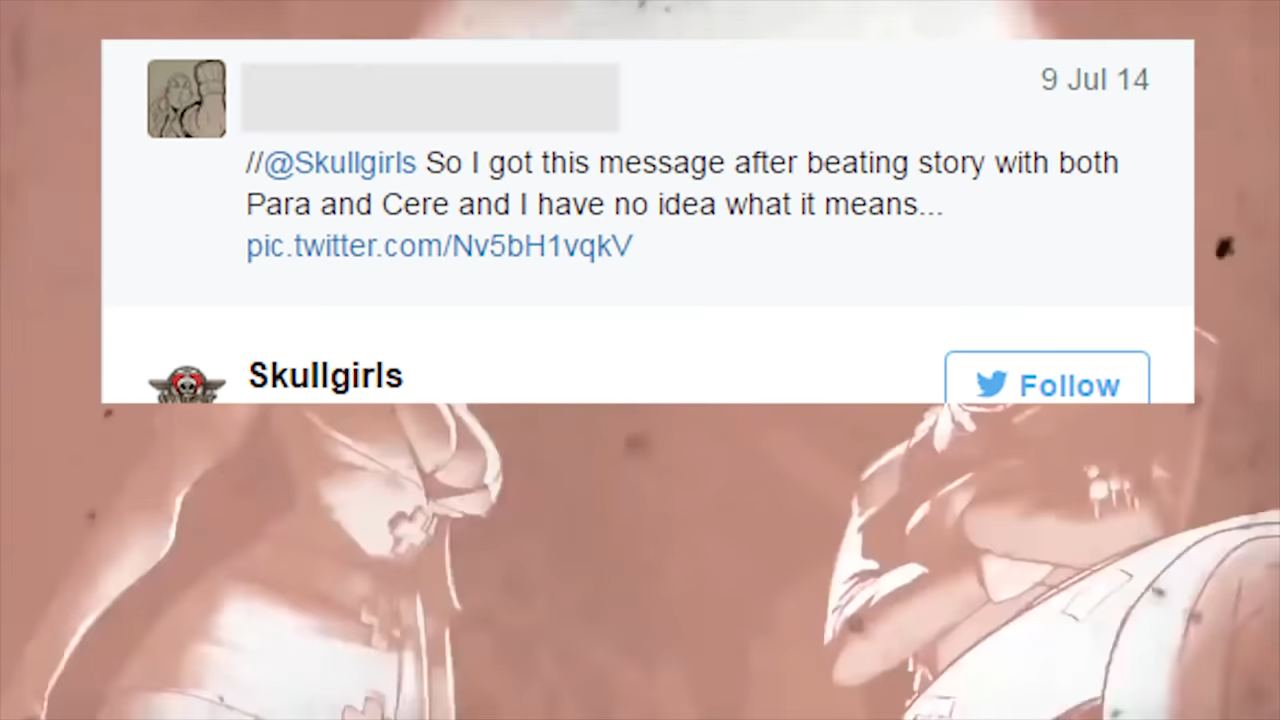 9 Jul 14
//@Skullgirls So I got this message after beating story with both
Para and Cere and I have no idea what it means...
pic.twitter.com/Nv5bH1vqkV
Skullgirls
Follow